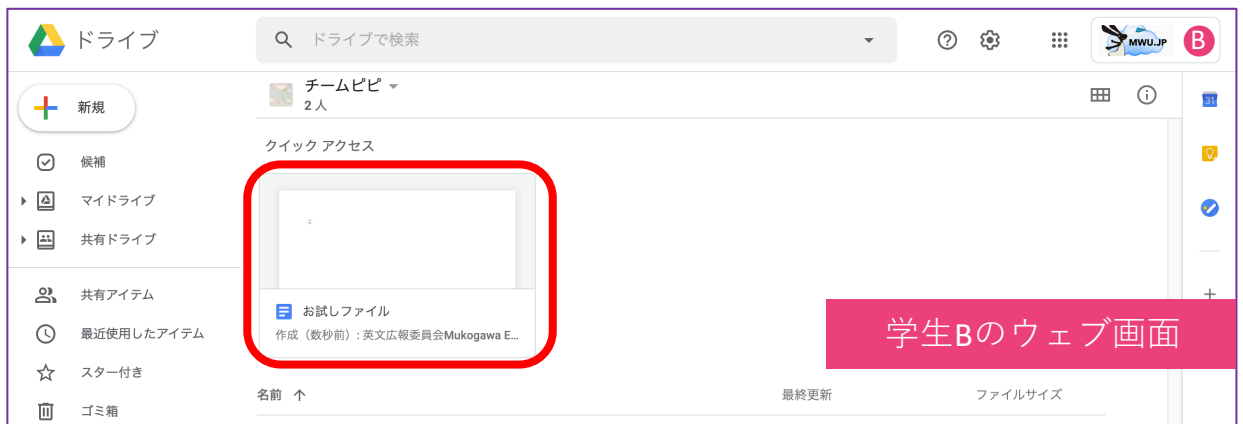 ドライブ
ドライブで検索
MWU.JP
B
新規
チームピピ
2人
31
クイック アクセス
候補
マイドライブ
共有ドライブ
共有アイテム
最近使用したアイテム
スター付き
ゴミ箱
お試しファイル
作成（数秒前）: 英文広報委員会Mukogawa E...
学生Bのウェブ画面
名前
最終更新
ファイルサイズ